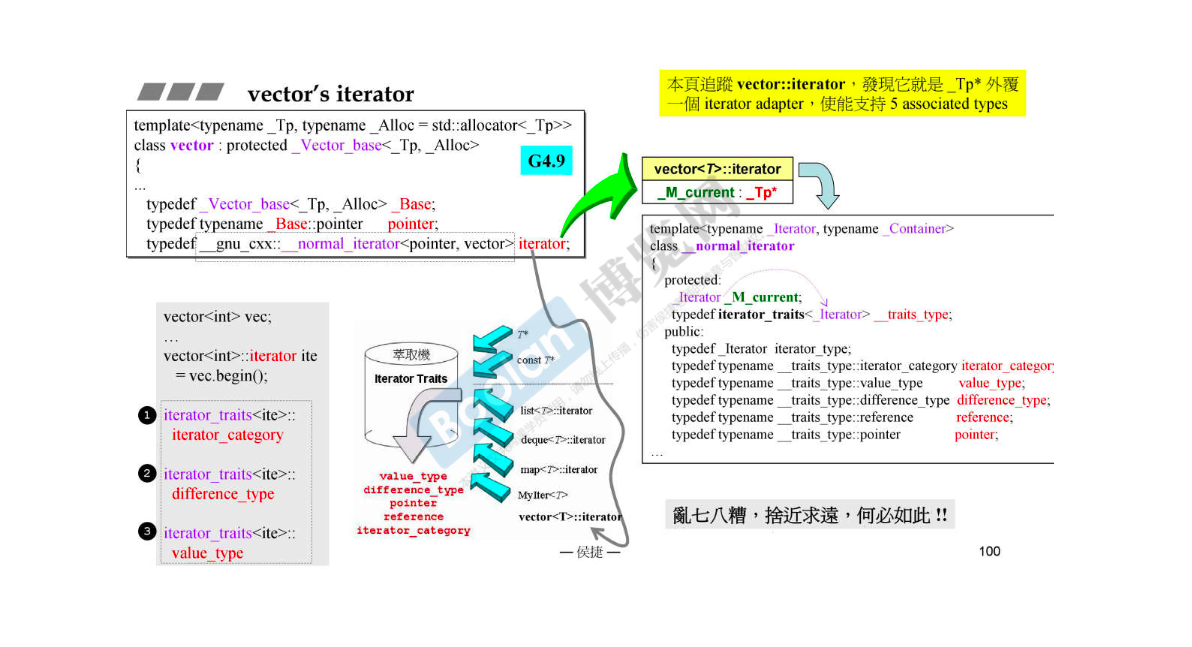 vector's iterator
本頁追蹤 vector::iterator，發現它就是 _Tp* 外覆
一個 iterator adapter，使能支持 5 associated types
template<typename _Tp, typename _Alloc = std::allocator<_Tp>>
class vector : protected _Vector_base<_Tp, _Alloc>
{
...
typedef _Vector_base<_Tp, _Alloc> _Base;
typedef typename _Base::pointer pointer;
typedef __gnu_cxx::__normal_iterator<pointer, vector> iterator;
G4.9
vector<T>::iterator
_M_current : _Tp*
template<typename _Iterator, typename _Container>
class __normal_iterator
{
protected:
_Iterator _M_current;
typedef iterator_traits<_Iterator> __traits_type;
public:
typedef _Iterator iterator_type;
typedef typename __traits_type::iterator_category iterator_category
typedef typename __traits_type::value_type value_type;
typedef typename __traits_type::difference_type difference_type;
typedef typename __traits_type::reference reference;
typedef typename __traits_type::pointer pointer;
...
vector<int> vec;
...
vector<int>::iterator ite
= vec.begin();
1 iterator_traits<ite>::
iterator_category
2 iterator_traits<ite>::
difference_type
3 iterator_traits<ite>::
value_type
萃取機
Iterator Traits
T*
const T*
list<T>::iterator
deque<T>::iterator
map<T>::iterator
MyIter<T>
vector<T>::iterator
value_type
difference_type
pointer
reference
iterator_category
亂七八糟，捨近求遠，何必如此 !!
— 侯捷 —
100
Boolan 博览网